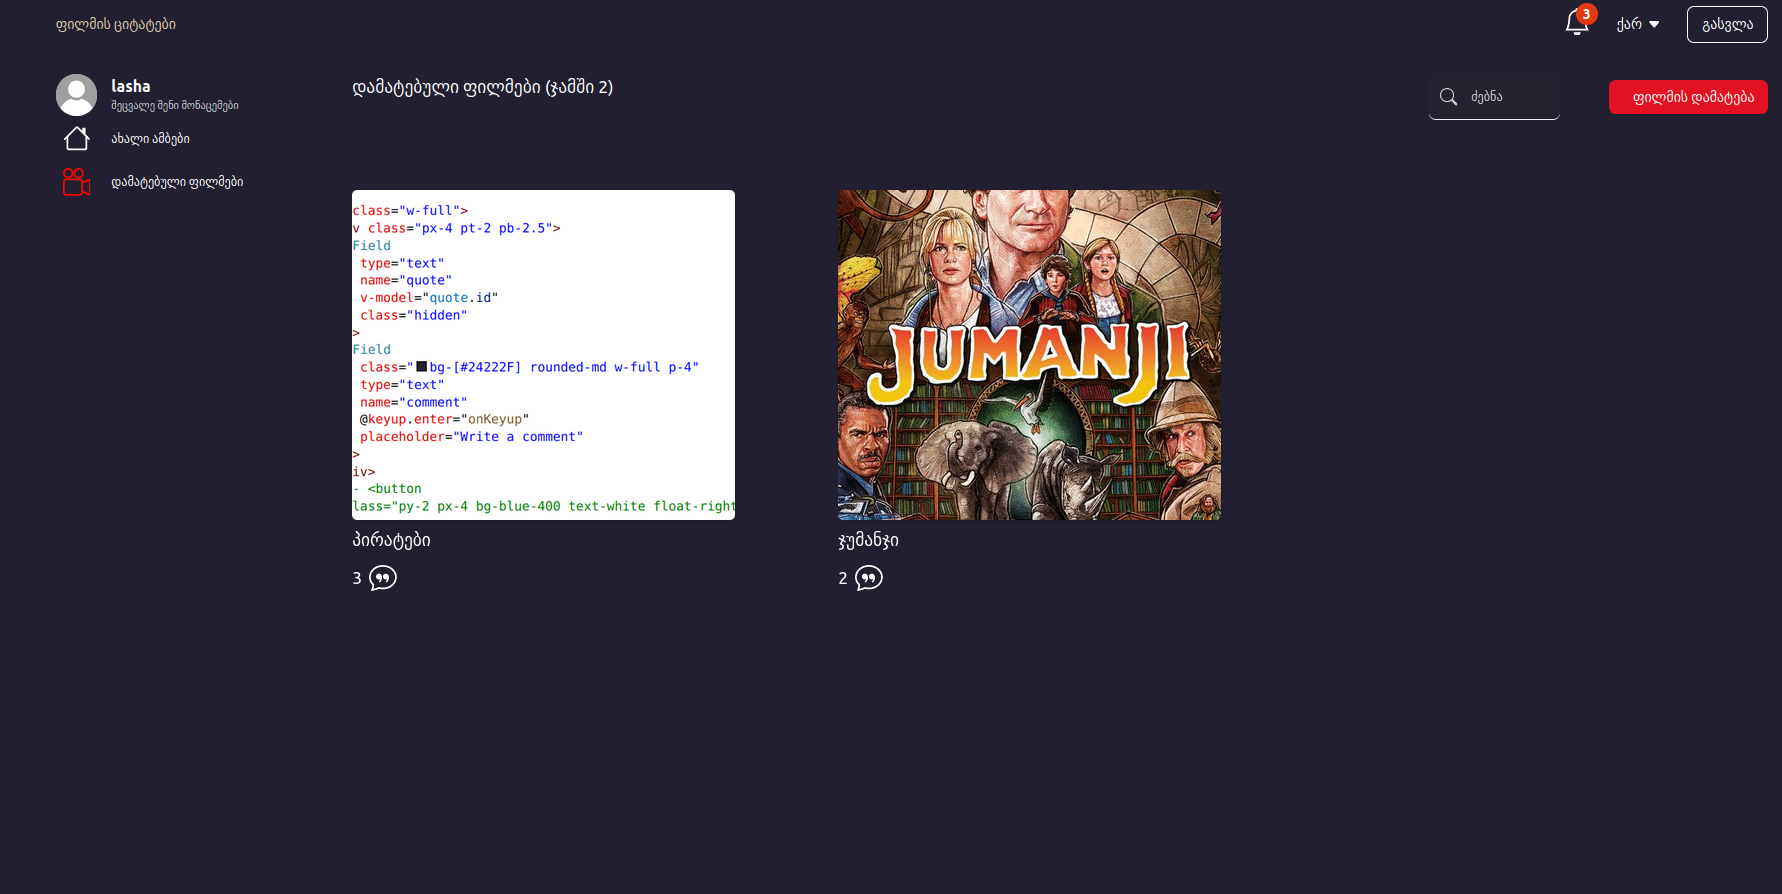 ფილმის ციტატები
3
ქარ
გასვლა
lasha
შეცვალე შენი მონაცემები
ახალი ამბები
დამატებული ფილმები
დამატებული ფილმები (ჯამში 2)
ძებნა
ფილმის დამატება
class="w-full">
v class="px-4 pt-2 pb-2.5">
Field
type="text"
name="quote"
v-model="quote.id"
class="hidden"
>
Field
class="bg-[#24222F] rounded-md w-full p-4"
type="text"
name="comment"
@keyup.enter="onKeyup"
placeholder="Write a comment"
>
iv>
- <button
lass="py-2 px-4 bg-blue-400 text-white float-right
პირატები
3
JUMANJI
ჯუმანჯი
2